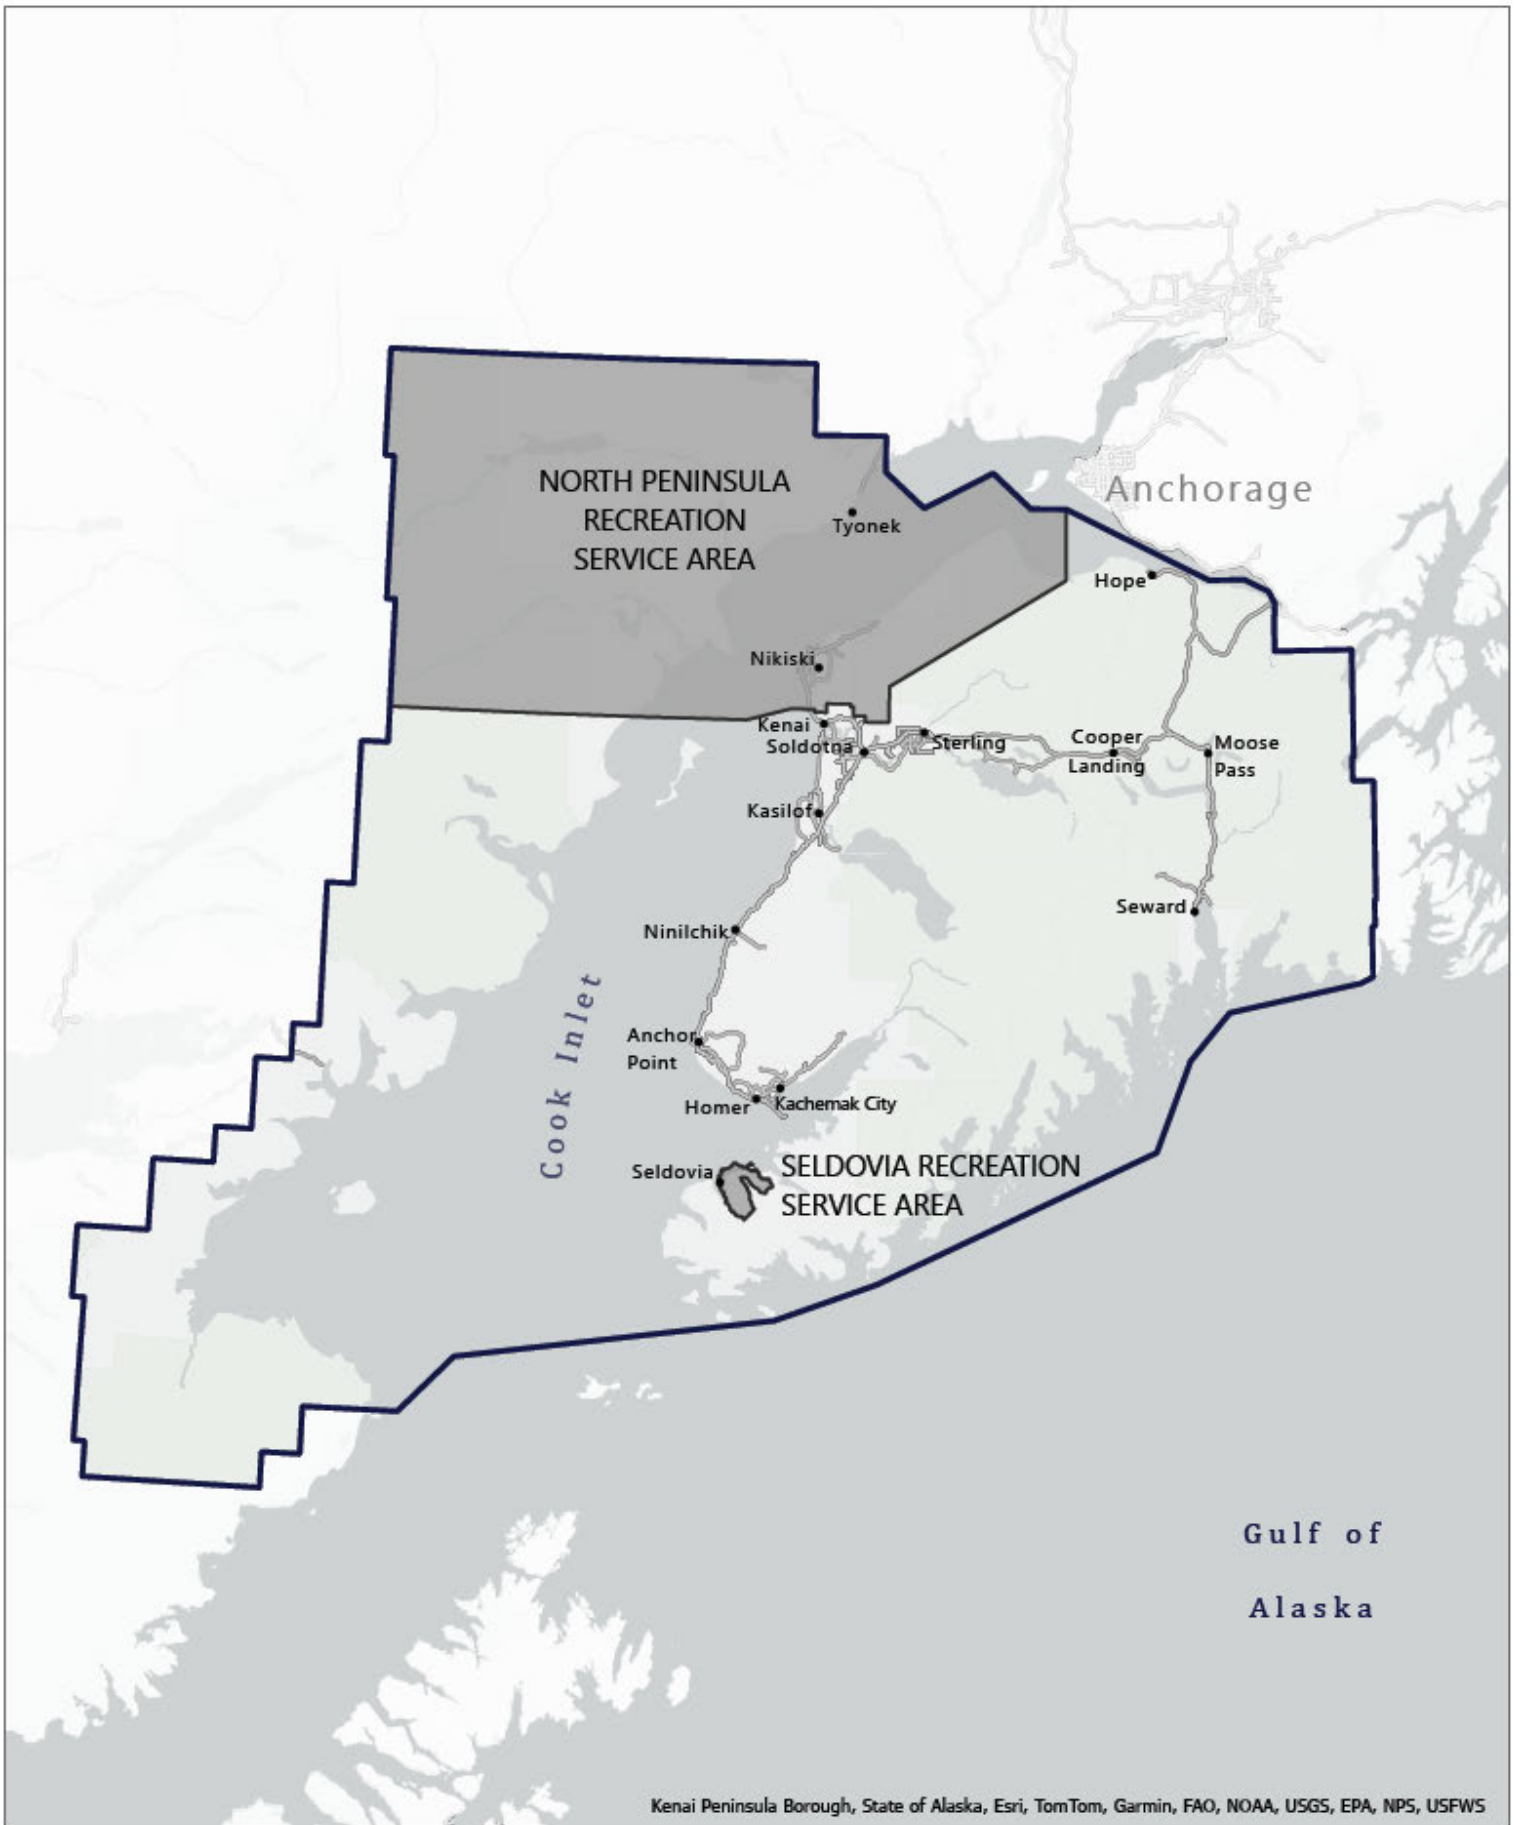 NORTH PENINSULA
RECREATION
SERVICE AREA
Anchorage
Tyonek
Hope
Nikiski
Kenai
Soldotna
Sterling
Cooper
Landing
Moose
Pass
Kasilof
Seward
Ninilchik
Cook Inlet
Anchor
Point
Homer
Kachemak City
Seldovia
SELDOVIA RECREATION
SERVICE AREA
Gulf of
Alaska
Kenai Peninsula Borough, State of Alaska, Esri, TomTom, Garmin, FAO, NOAA, USGS, EPA, NPS, USFWS